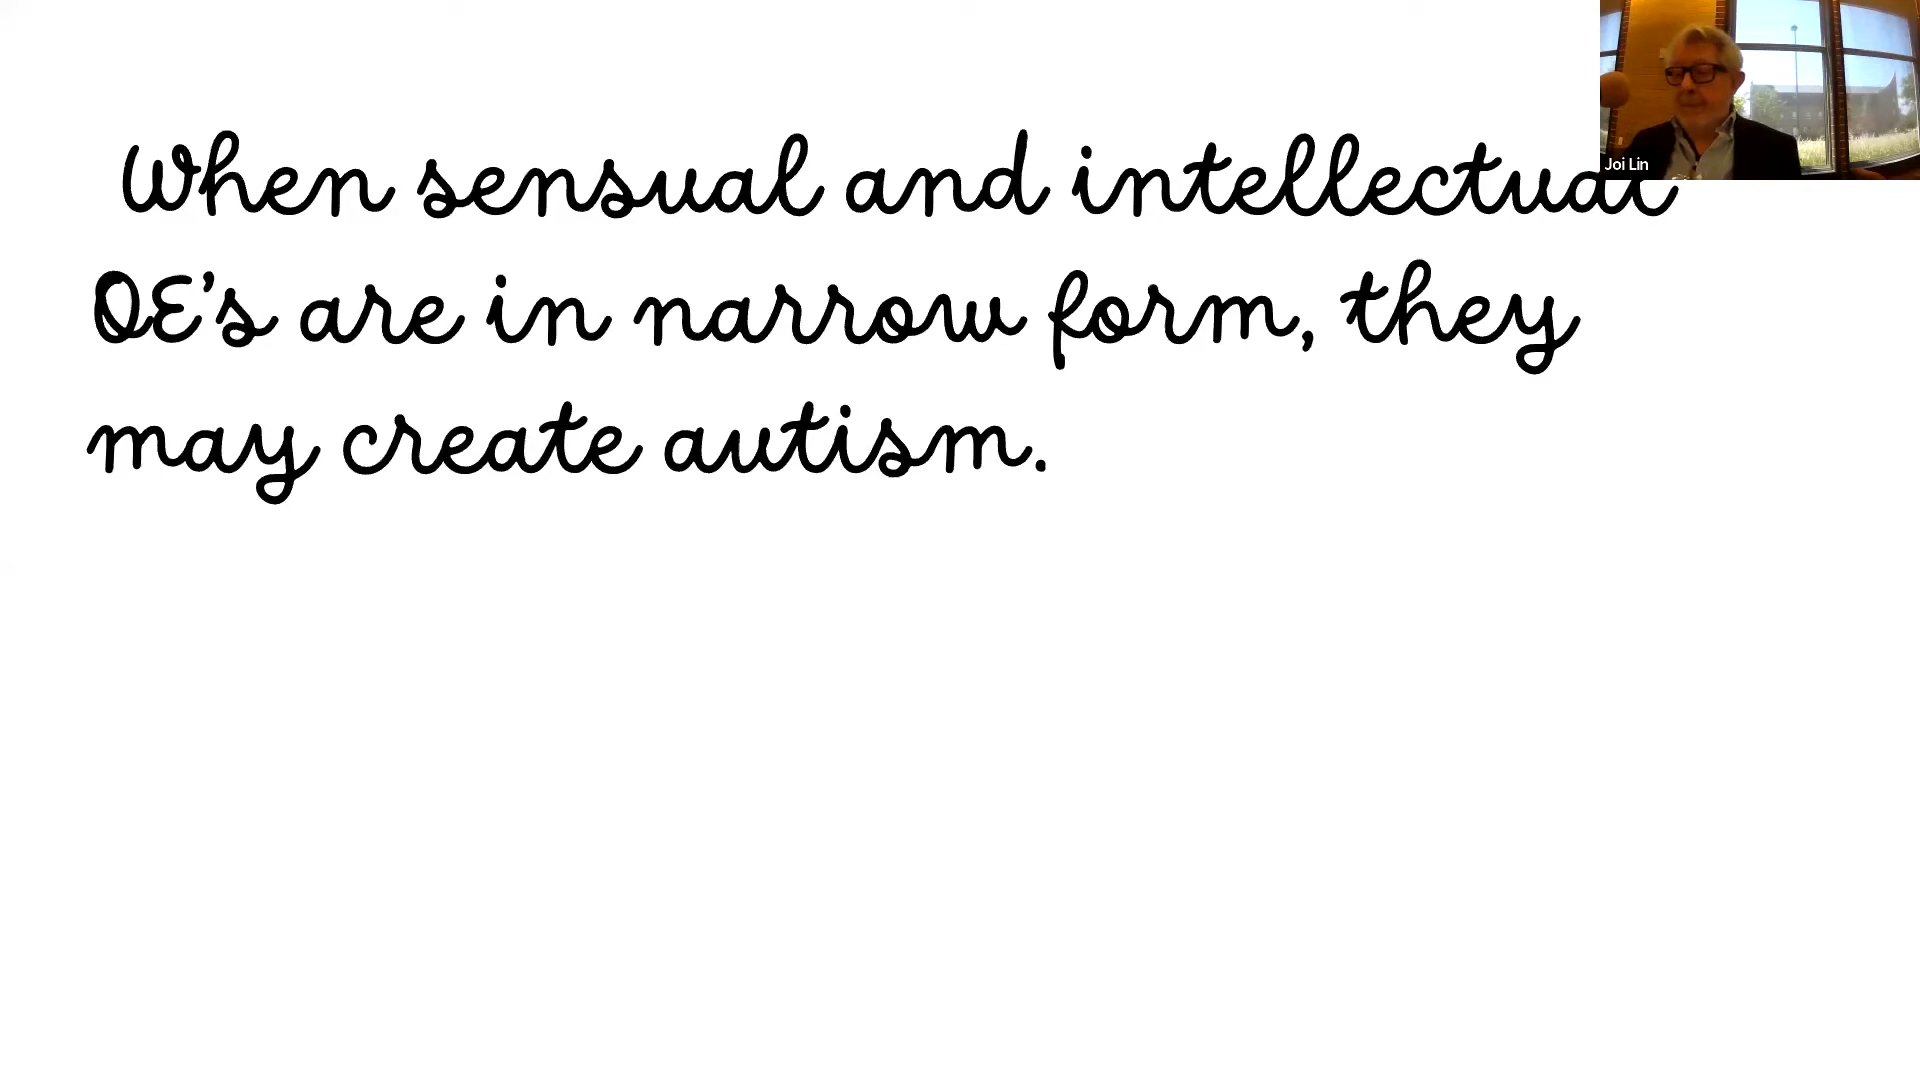 Joi Lin
When sensual and intellectual
OE's are in narrow form, they
may create autism.